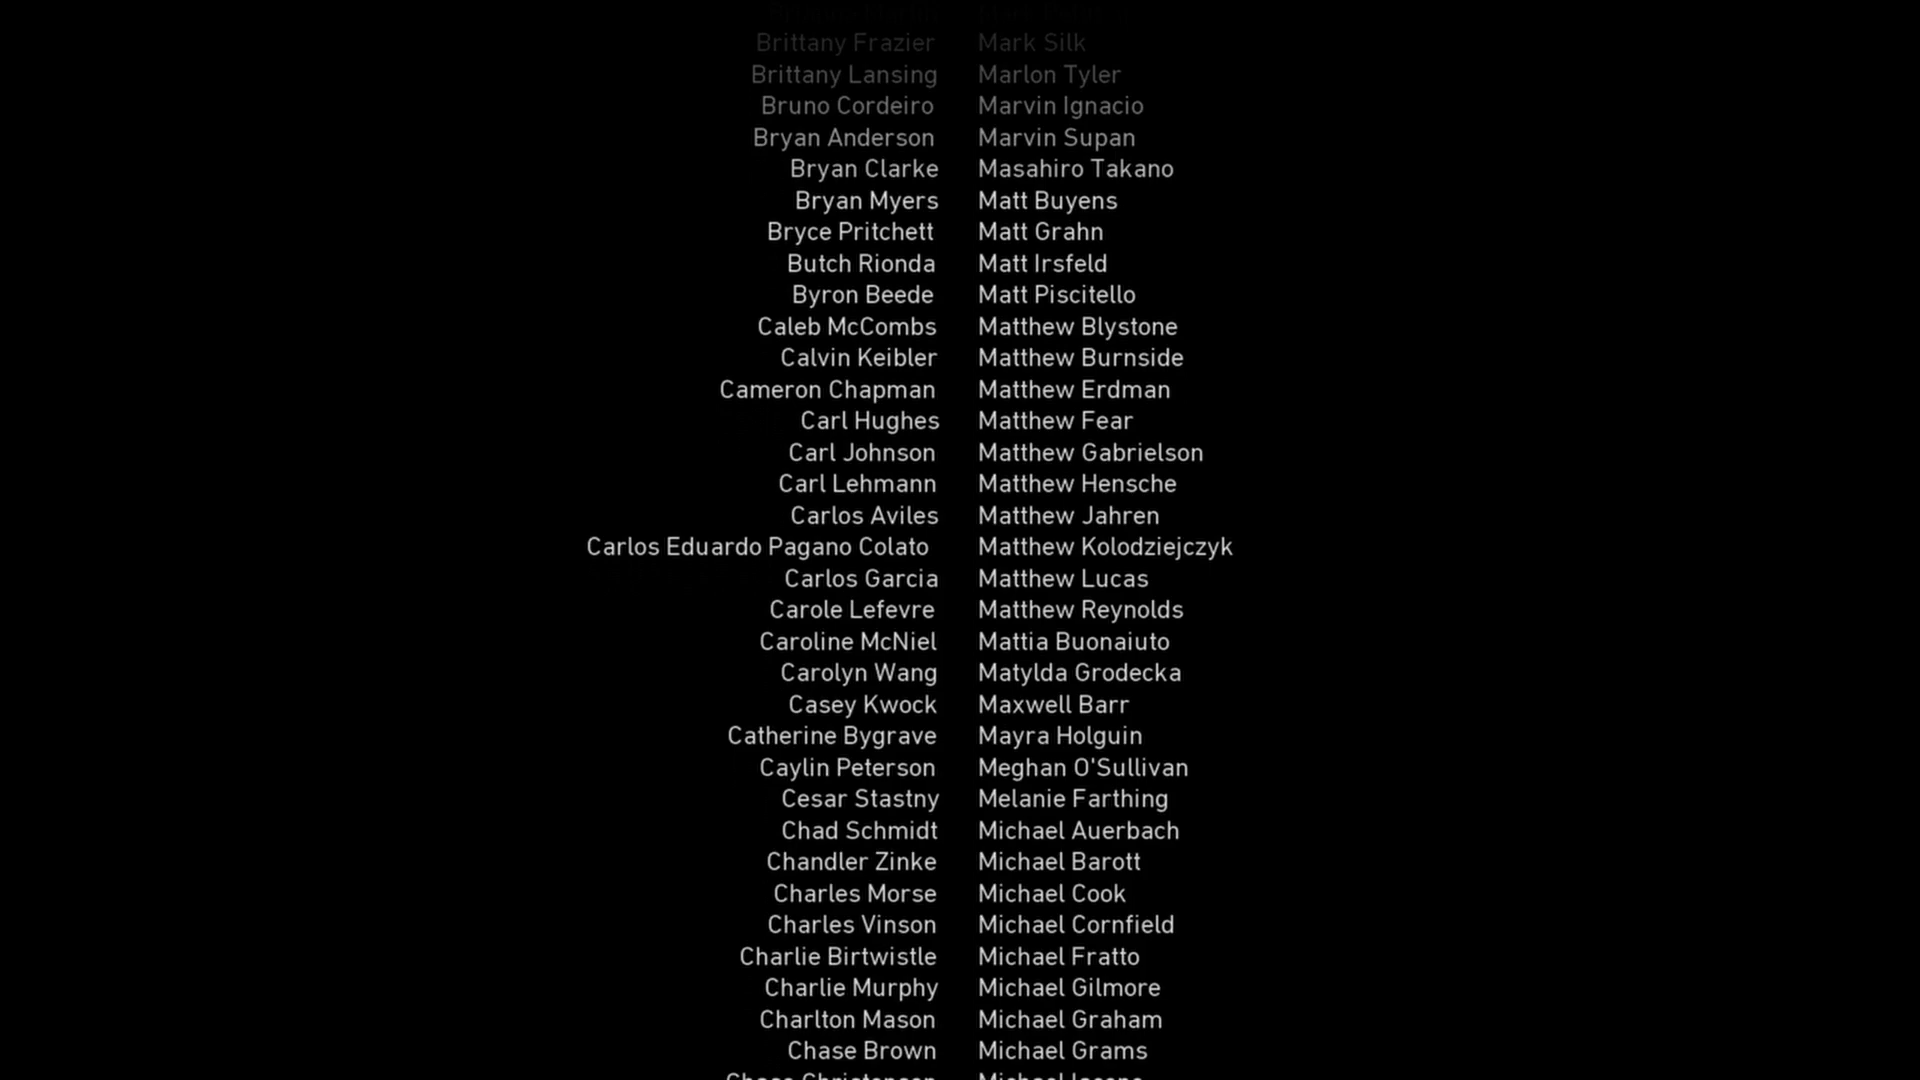 Brittany Frazier Mark Silk
Brittany Lansing Marlon Tyler
Bruno Cordeiro Marvin Ignacio
Bryan Anderson Marvin Supan
Bryan Clarke Masahiro Takano
Bryan Myers Matt Buyens
Bryce Pritchett Matt Grahn
Butch Rionda Matt Irsfeld
Byron Beede Matt Piscitello
Caleb McCombs Matthew Blystone
Calvin Keibler Matthew Burnside
Cameron Chapman Matthew Erdman
Carl Hughes Matthew Fear
Carl Johnson Matthew Gabrielson
Carl Lehmann Matthew Hensche
Carlos Aviles Matthew Jahren
Carlos Eduardo Pagano Colato Matthew Kolodziejczyk
Carlos Garcia Matthew Lucas
Carole Lefevre Matthew Reynolds
Caroline McNiel Mattia Buonaiuto
Carolyn Wang Matylda Grodecka
Casey Kwock Maxwell Barr
Catherine Bygrave Mayra Holguin
Caylin Peterson Meghan O'Sullivan
Cesar Stastny Melanie Farthing
Chad Schmidt Michael Auerbach
Chandler Zinke Michael Barott
Charles Morse Michael Cook
Charles Vinson Michael Cornfield
Charlie Birtwistle Michael Fratto
Charlie Murphy Michael Gilmore
Charlton Mason Michael Graham
Chase Brown Michael Grams